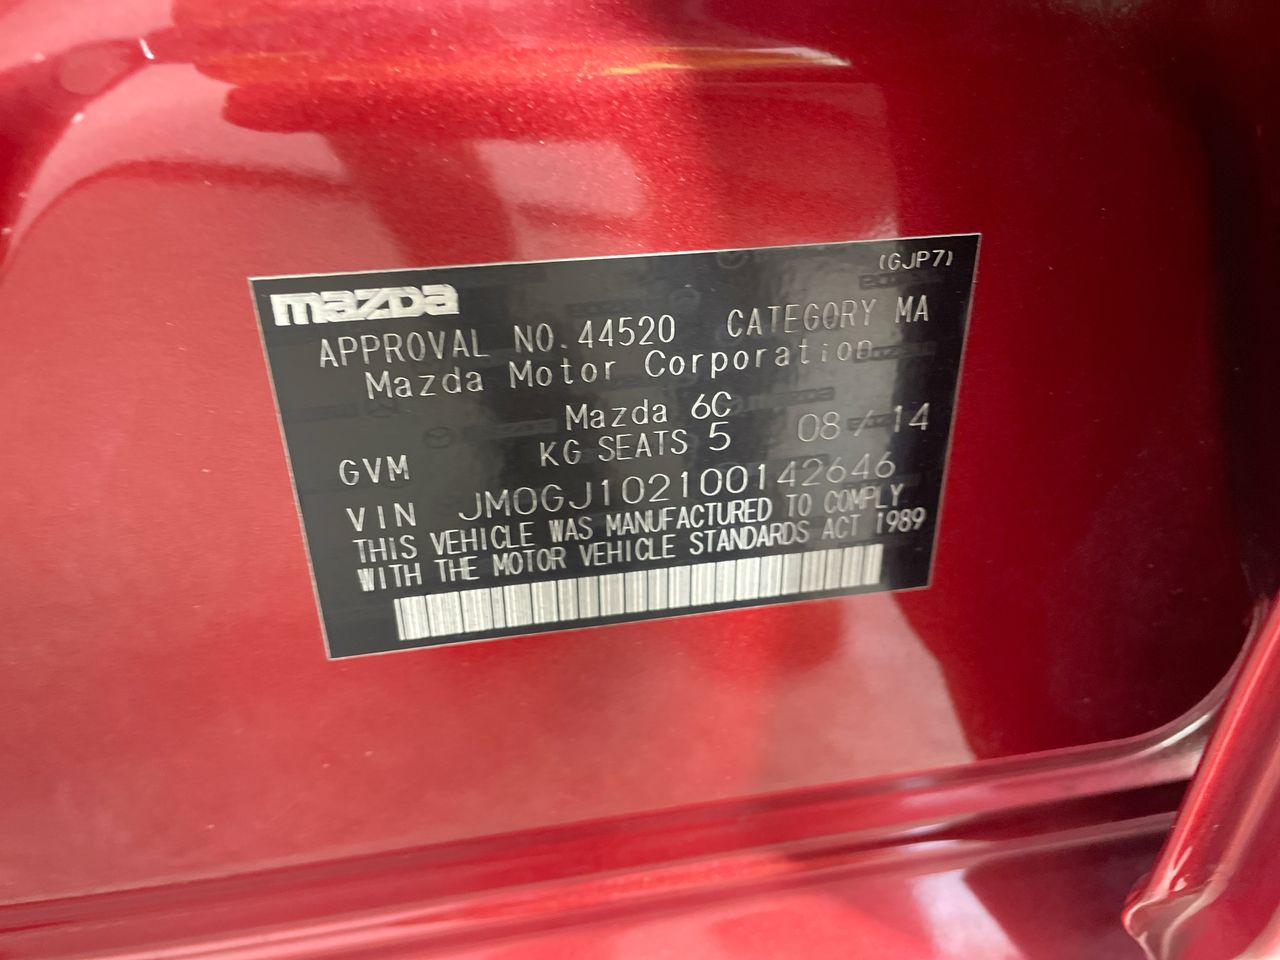 (GJP7)
mazda
APPROVAL NO.44520 CATEGORY MA
Mazda Motor Corporation
Mazda 6C
GVM KG SEATS 5 08/14
VIN JM0GJ102100142646
THIS VEHICLE WAS MANUFACTURED TO COMPLY
WITH THE MOTOR VEHICLE STANDARDS ACT 1989